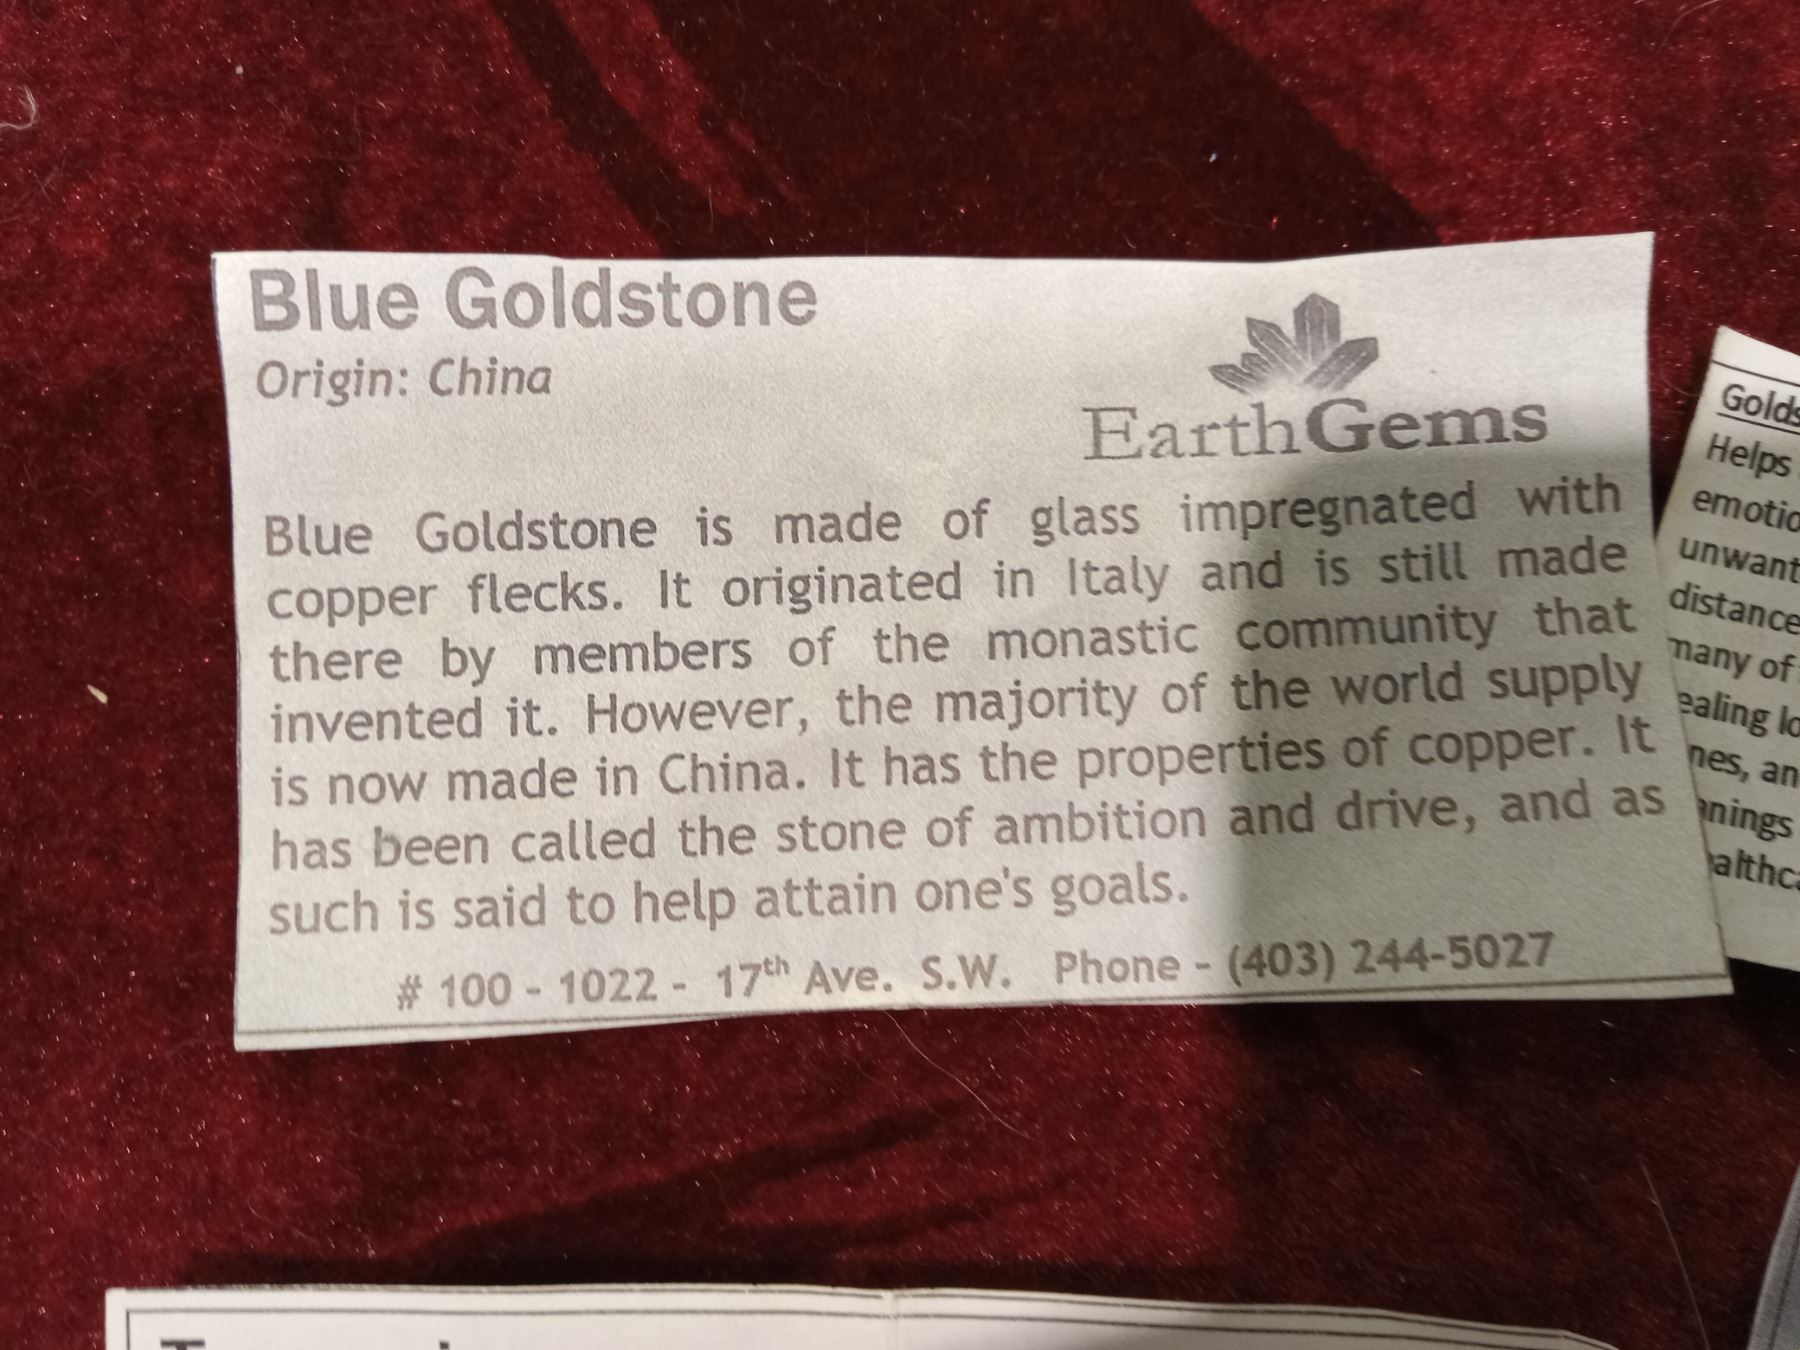 Blue Goldstone
Origin: China
EarthGems
Blue Goldstone is made of glass impregnated with
copper flecks. It originated in Italy and is still made
there by members of the monastic community that
invented it. However, the majority of the world supply
is now made in China. It has the properties of copper. It
has been called the stone of ambition and drive, and as
such is said to help attain one's goals.
# 100 - 1022 - 17th Ave. S.W. Phone - (403) 244-5027
Helps
many of